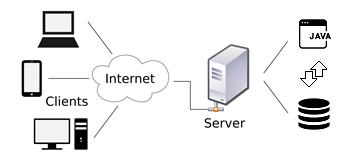 JAVA
Internet
Clients
Server